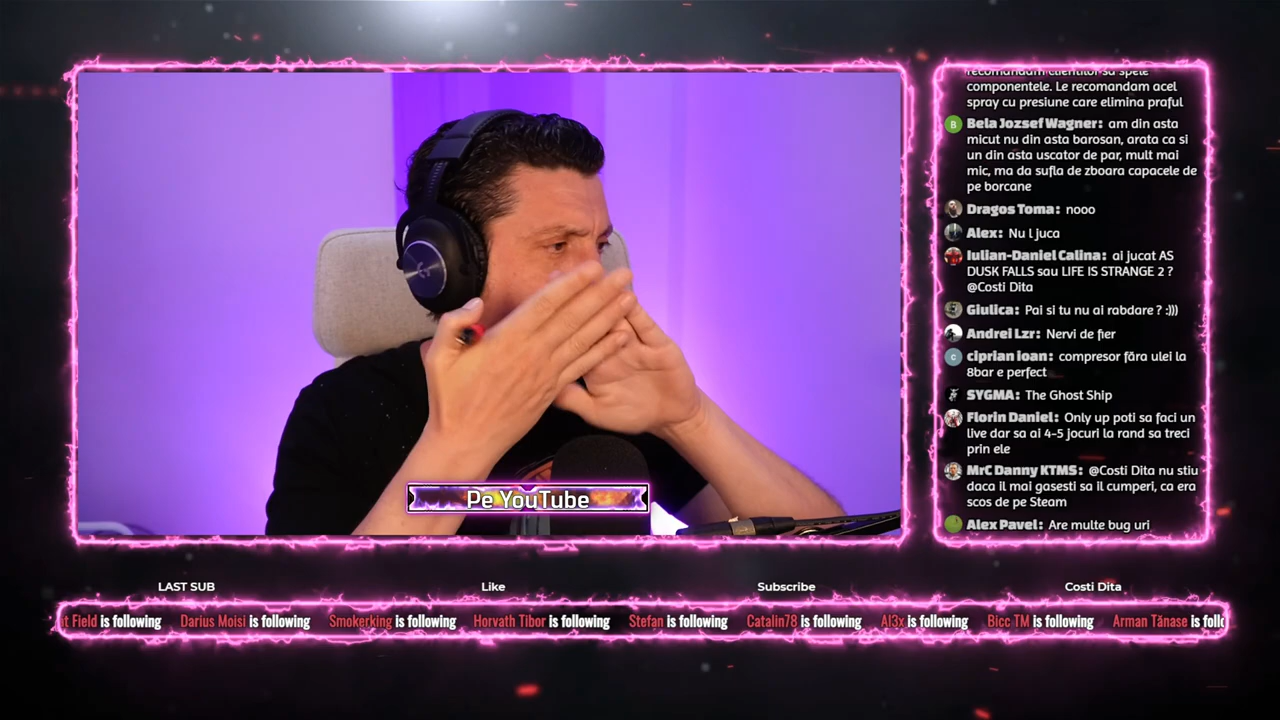 recomandam clientilor sa spele
componentele. Le recomandam acel
spray cu presiune care elimina praful
Bela Jozsef Wagner: am din asta
micut nu din asta barosan, arata ca si
un din asta uscator de par, mult mai
mic, ma da sufla de zboara capacele de
pe borcane
Dragos Toma: nooo
Alex: Nu l juca
Iulian-Daniel Calina: ai jucat AS
DUSK FALLS sau LIFE IS STRANGE 2 ?
@Costi Dita
Giulica: Pai si tu nu ai rabdare ? :)))
Andrei Lzr: Nervi de fier
ciprian ioan: compresor făra ulei la
8bar e perfect
SYGMA: The Ghost Ship
Florin Daniel: Only up poti sa faci un
live dar sa ai 4-5 jocuri la rand sa treci
prin ele
MrC Danny KTMS: @Costi Dita nu stiu
daca il mai gasesti sa il cumperi, ca era
scos de pe Steam
Alex Pavel: Are multe bug uri
Pe YouTube
LAST SUB Like Subscribe Costi Dita
t Field is following Darius Moisi is following Smokerking is following Horvath Tibor is following Stefan is following Catalin78 is following Al3x is following Bicc TM is following Arman Tănase is follo